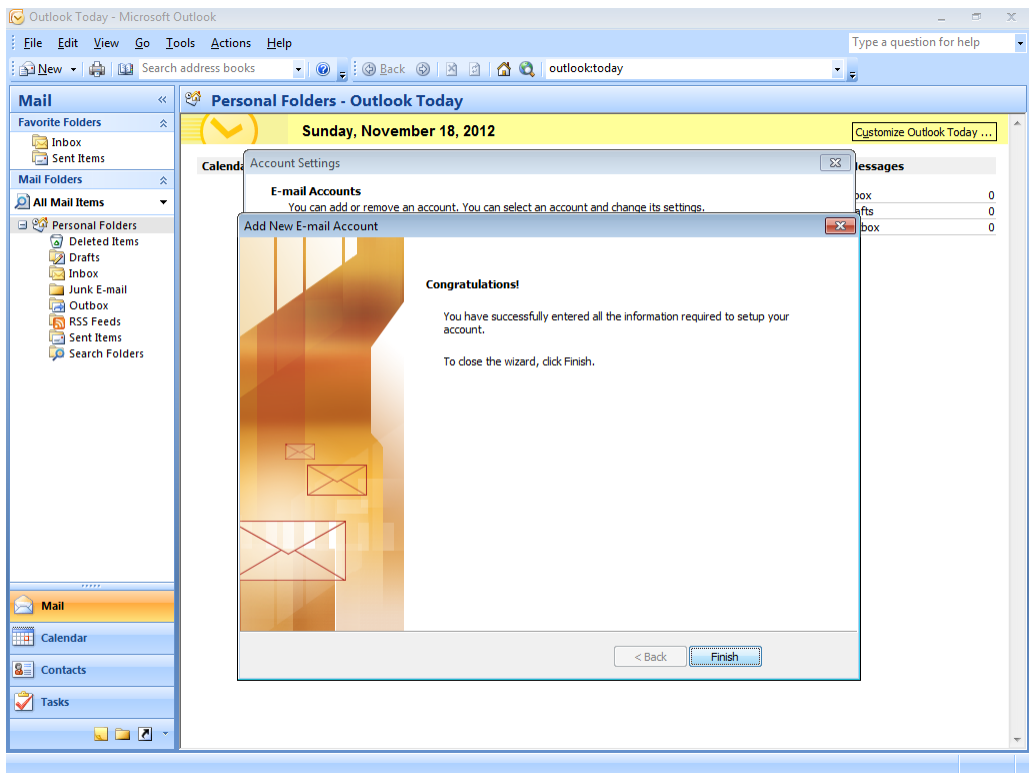 Outlook Today - Microsoft Outlook
File Edit View Go Tools Actions Help
Type a question for help
New
Search address books
Back
outlook:today
Mail
Favorite Folders
Inbox
Sent Items
Mail Folders
All Mail Items
Personal Folders
Deleted Items
Drafts
Inbox
Junk E-mail
Outbox
RSS Feeds
Sent Items
Search Folders
Mail
Calendar
Contacts
Tasks
Personal Folders - Outlook Today
Sunday, November 18, 2012
Customize Outlook Today ...
Calenda
essages
box 0
afts 0
box 0
Account Settings
E-mail Accounts
You can add or remove an account. You can select an account and change its settings.
Add New E-mail Account
Congratulations!
You have successfully entered all the information required to setup your
account.
To close the wizard, click Finish.
< Back
Finish